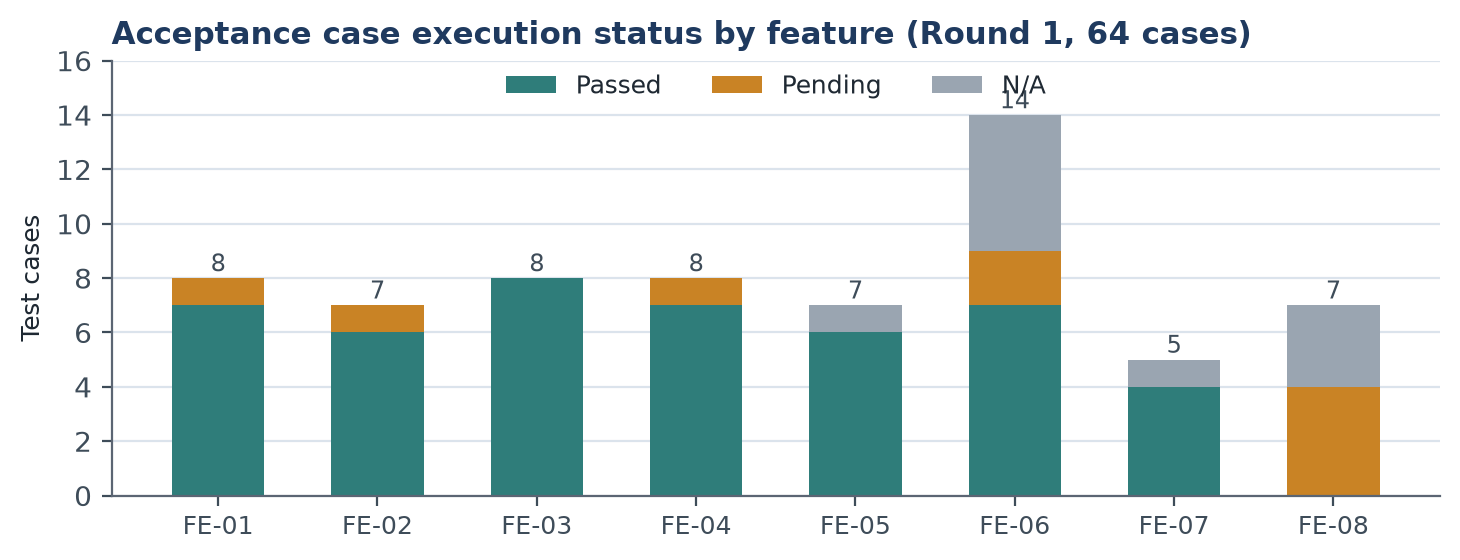 Acceptance case execution status by feature (Round 1, 64 cases)
Passed Pending N/A
Test cases
16
14
12
10
8
6
4
2
0
8 7 8 8 7 14 5 7
FE-01 FE-02 FE-03 FE-04 FE-05 FE-06 FE-07 FE-08